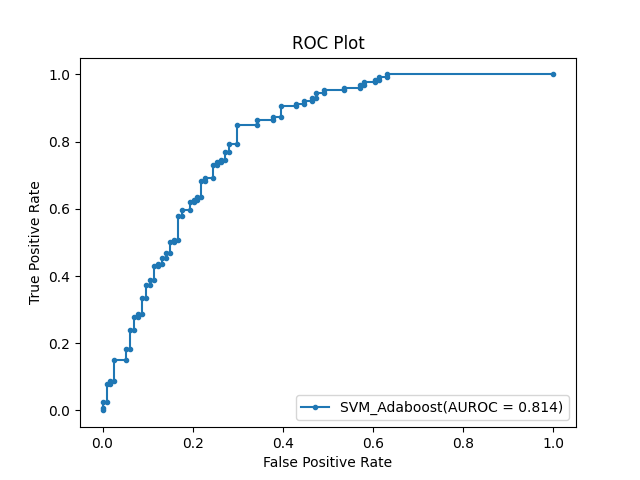 ROC Plot
1.0
0.8
0.6
0.4
0.2
0.0
True Positive Rate
SVM_Adaboost(AUROC = 0.814)
0.0 0.2 0.4 0.6 0.8 1.0
False Positive Rate